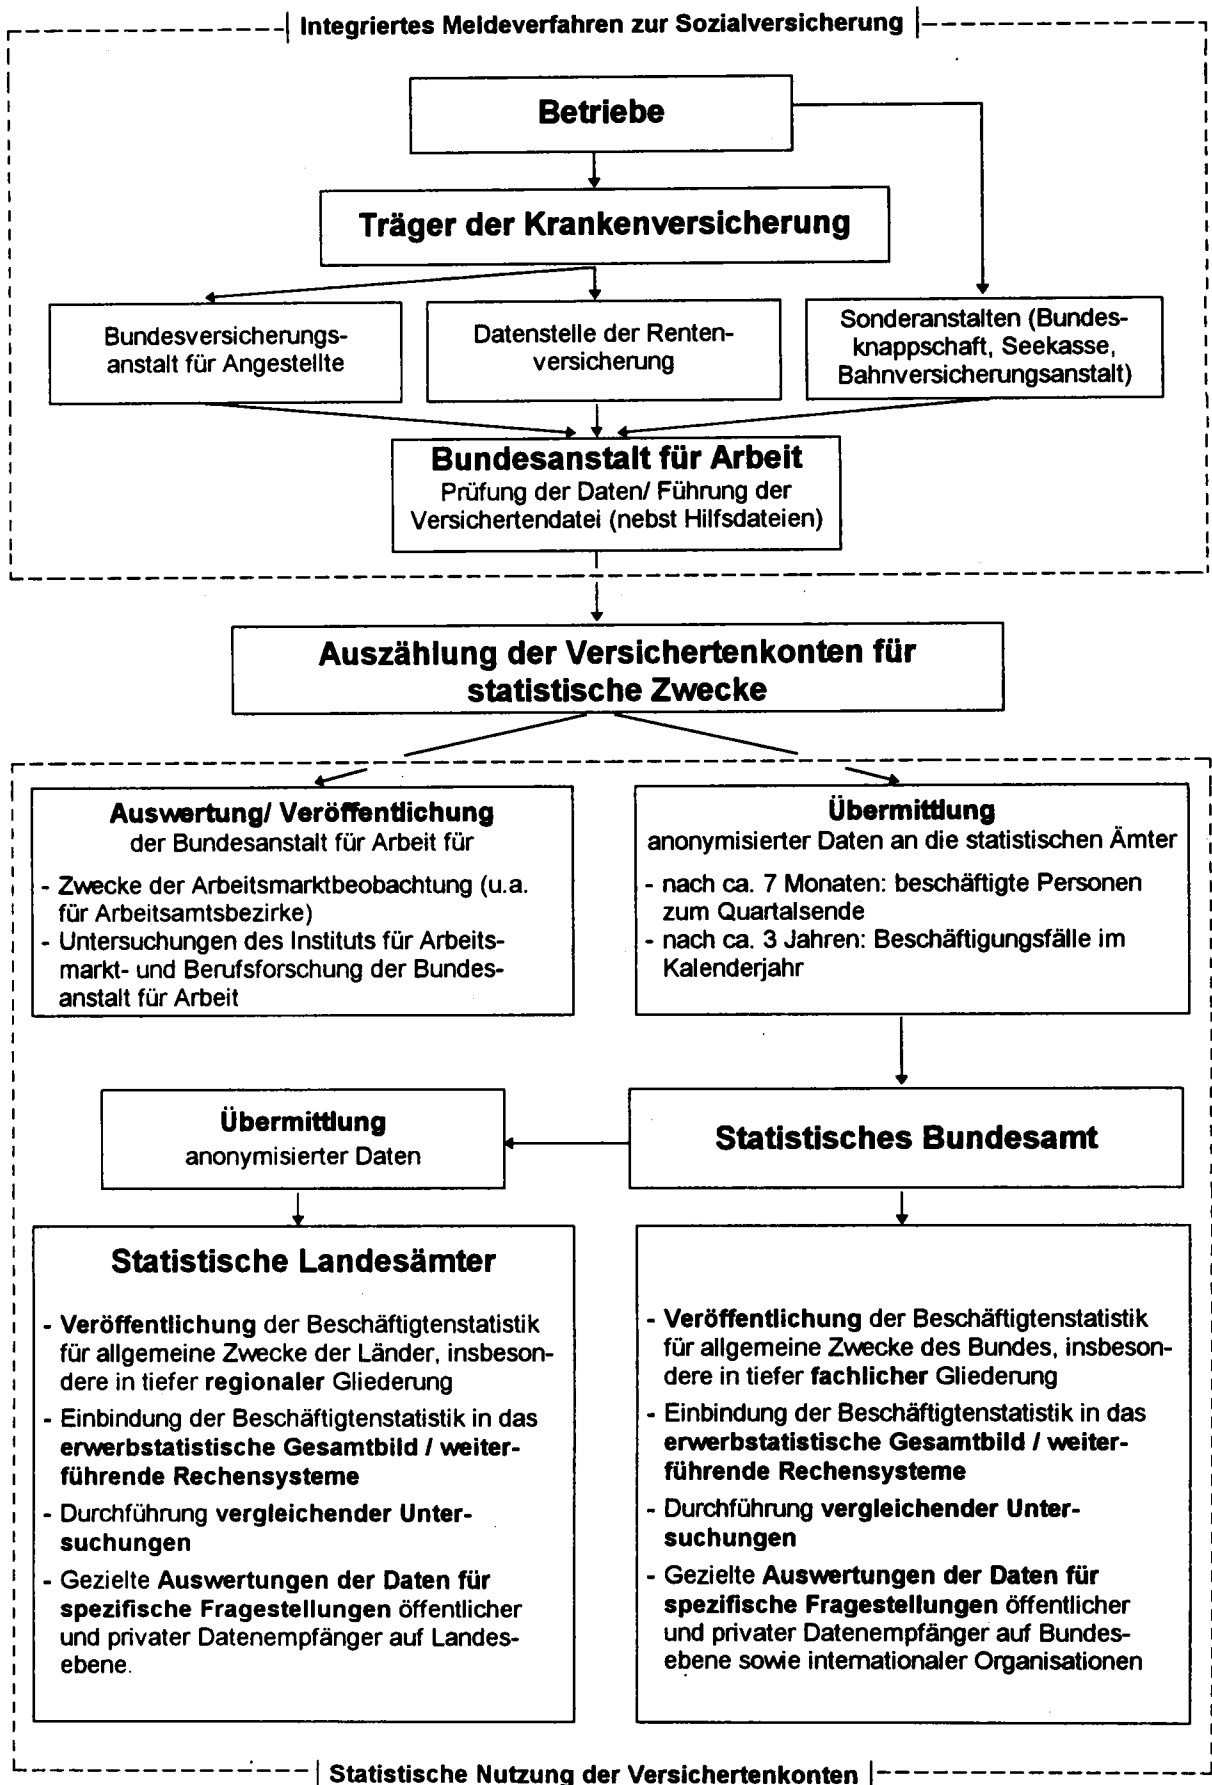 Integriertes Meldeverfahren zur Sozialversicherung
Betriebe
Träger der Krankenversicherung
Bundesversicherungs-
anstalt für Angestellte
Datenstelle der Renten-
versicherung
Sonderanstalten (Bundes-
knappschaft, Seekasse,
Bahnversicherungsanstalt)
Bundesanstalt für Arbeit
Prüfung der Daten/ Führung der
Versichertendatei (nebst Hilfsdateien)
Auszählung der Versichertenkonten für
statistische Zwecke
Auswertung/ Veröffentlichung
der Bundesanstalt für Arbeit für
- Zwecke der Arbeitsmarktbeobachtung (u.a.
für Arbeitsamtsbezirke)
- Untersuchungen des Instituts für Arbeits-
markt- und Berufsforschung der Bundes-
anstalt für Arbeit
Übermittlung
anonymisierter Daten an die statistischen Ämter
- nach ca. 7 Monaten: beschäftigte Personen
zum Quartalsende
- nach ca. 3 Jahren: Beschäftigungsfälle im
Kalenderjahr
Übermittlung
anonymisierter Daten
Statistisches Bundesamt
Statistische Landesämter
- Veröffentlichung der Beschäftigtenstatistik
für allgemeine Zwecke der Länder, insbeson-
dere in tiefer regionaler Gliederung
- Einbindung der Beschäftigtenstatistik in das
erwerbstatistische Gesamtbild / weiter-
führende Rechensysteme
- Durchführung vergleichender Unter-
suchungen
- Gezielte Auswertungen der Daten für
spezifische Fragestellungen öffentlicher
und privater Datenempfänger auf Landes-
ebene.
- Veröffentlichung der Beschäftigtenstatistik
für allgemeine Zwecke des Bundes, insbeson-
dere in tiefer fachlicher Gliederung
- Einbindung der Beschäftigtenstatistik in das
erwerbstatistische Gesamtbild / weiter-
führende Rechensysteme
- Durchführung vergleichender Unter-
suchungen
- Gezielte Auswertungen der Daten für
spezifische Fragestellungen öffentlicher
und privater Datenempfänger auf Bundes-
ebene sowie internationaler Organisationen
Statistische Nutzung der Versichertenkonten